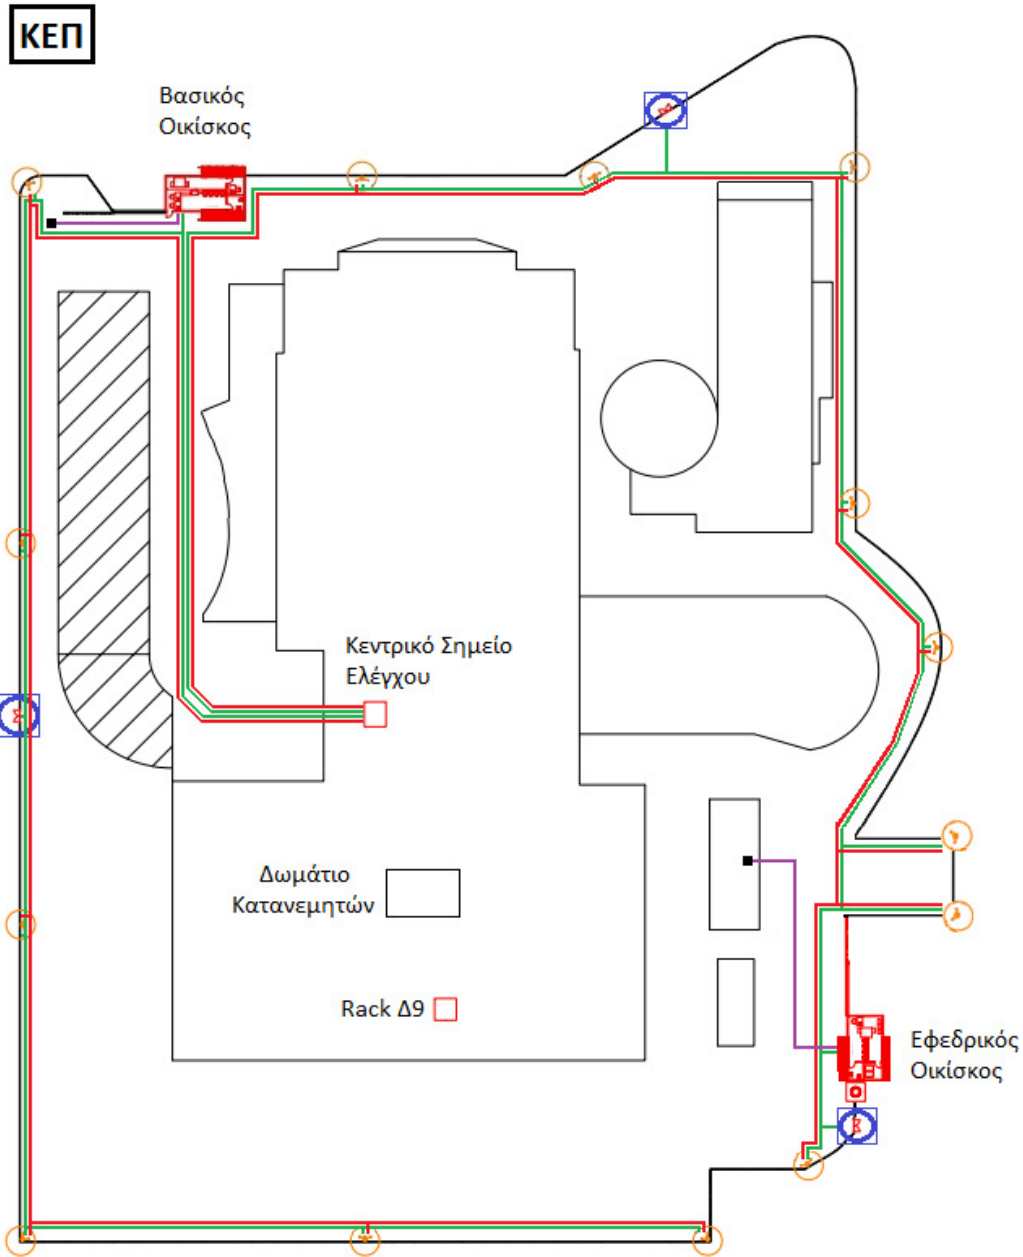 ΚΕΠ
Βασικός
Οικίσκος
Κεντρικό Σημείο
Ελέγχου
Δωμάτιο
Κατανεμητών
Rack Δ9
Εφεδρικός
Οικίσκος